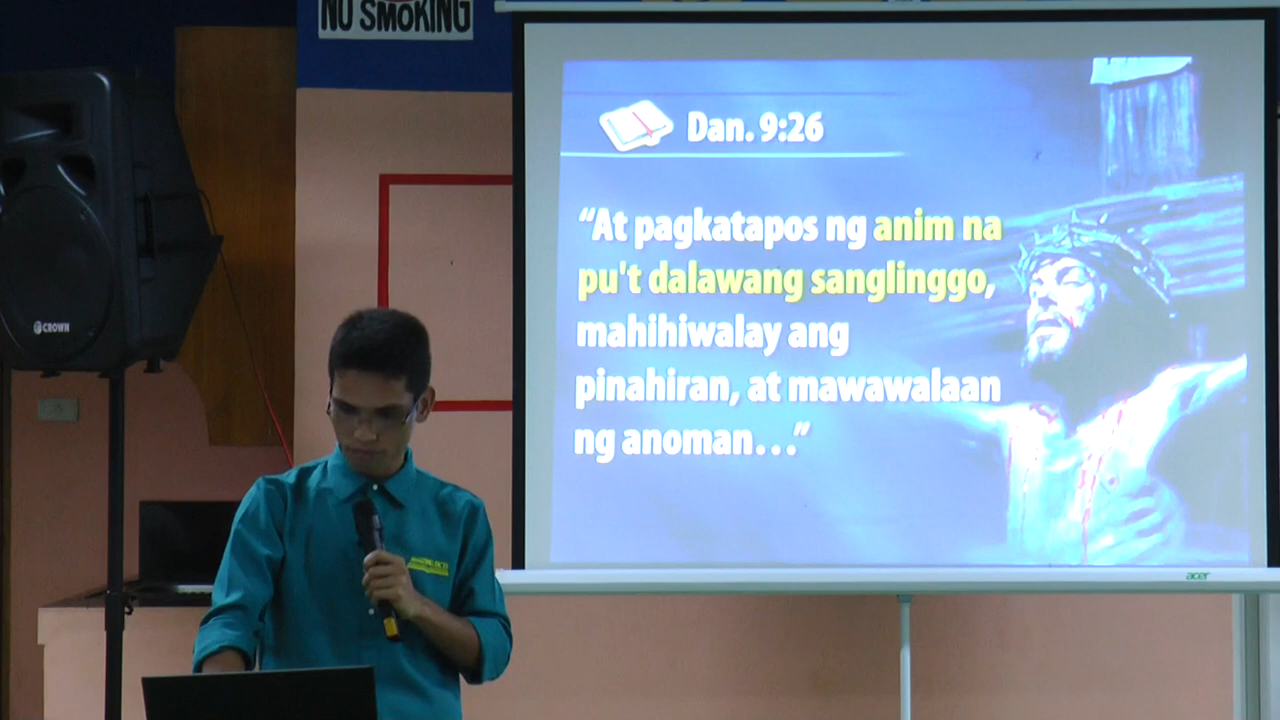 NO SMOKING
Dan. 9:26
“At pagkatapos ng anim na
pu't dalawang sanglinggo,
mahihiwalay ang
pinahiran, at mawawalaan
ng anoman...”
CROWN
acer